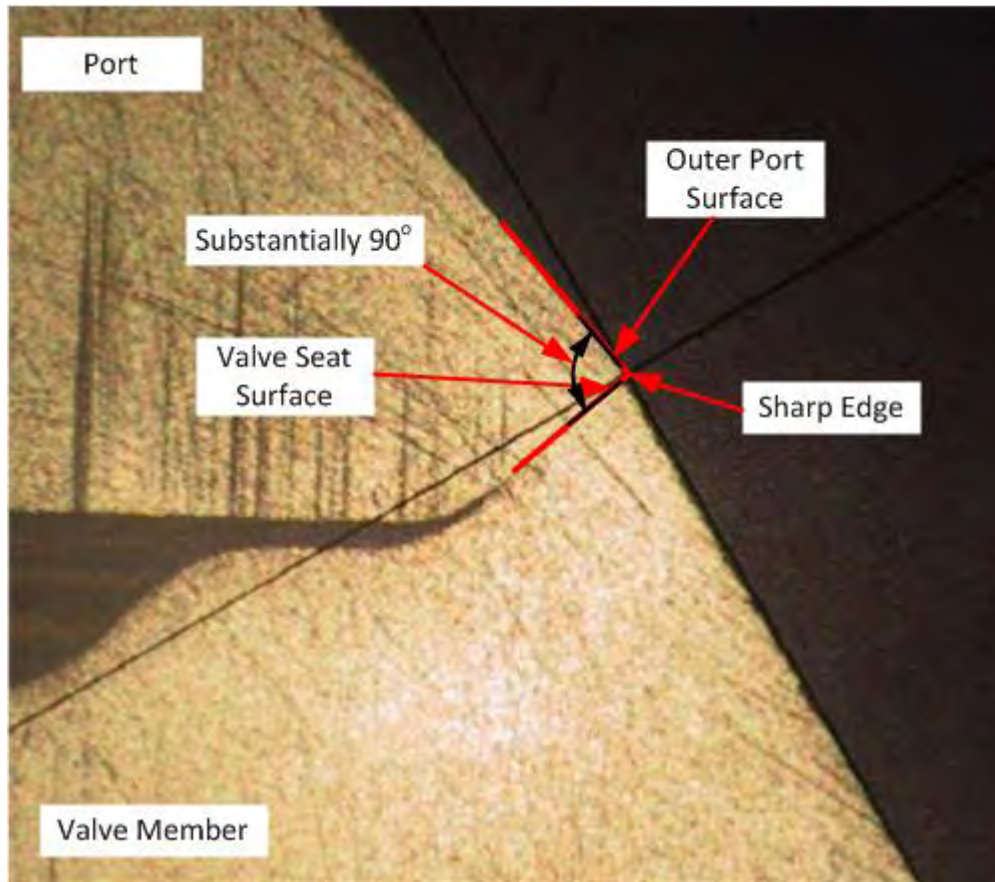 Port
Outer Port
Surface
Substantially 90°
Valve Seat
Surface
Sharp Edge
Valve Member